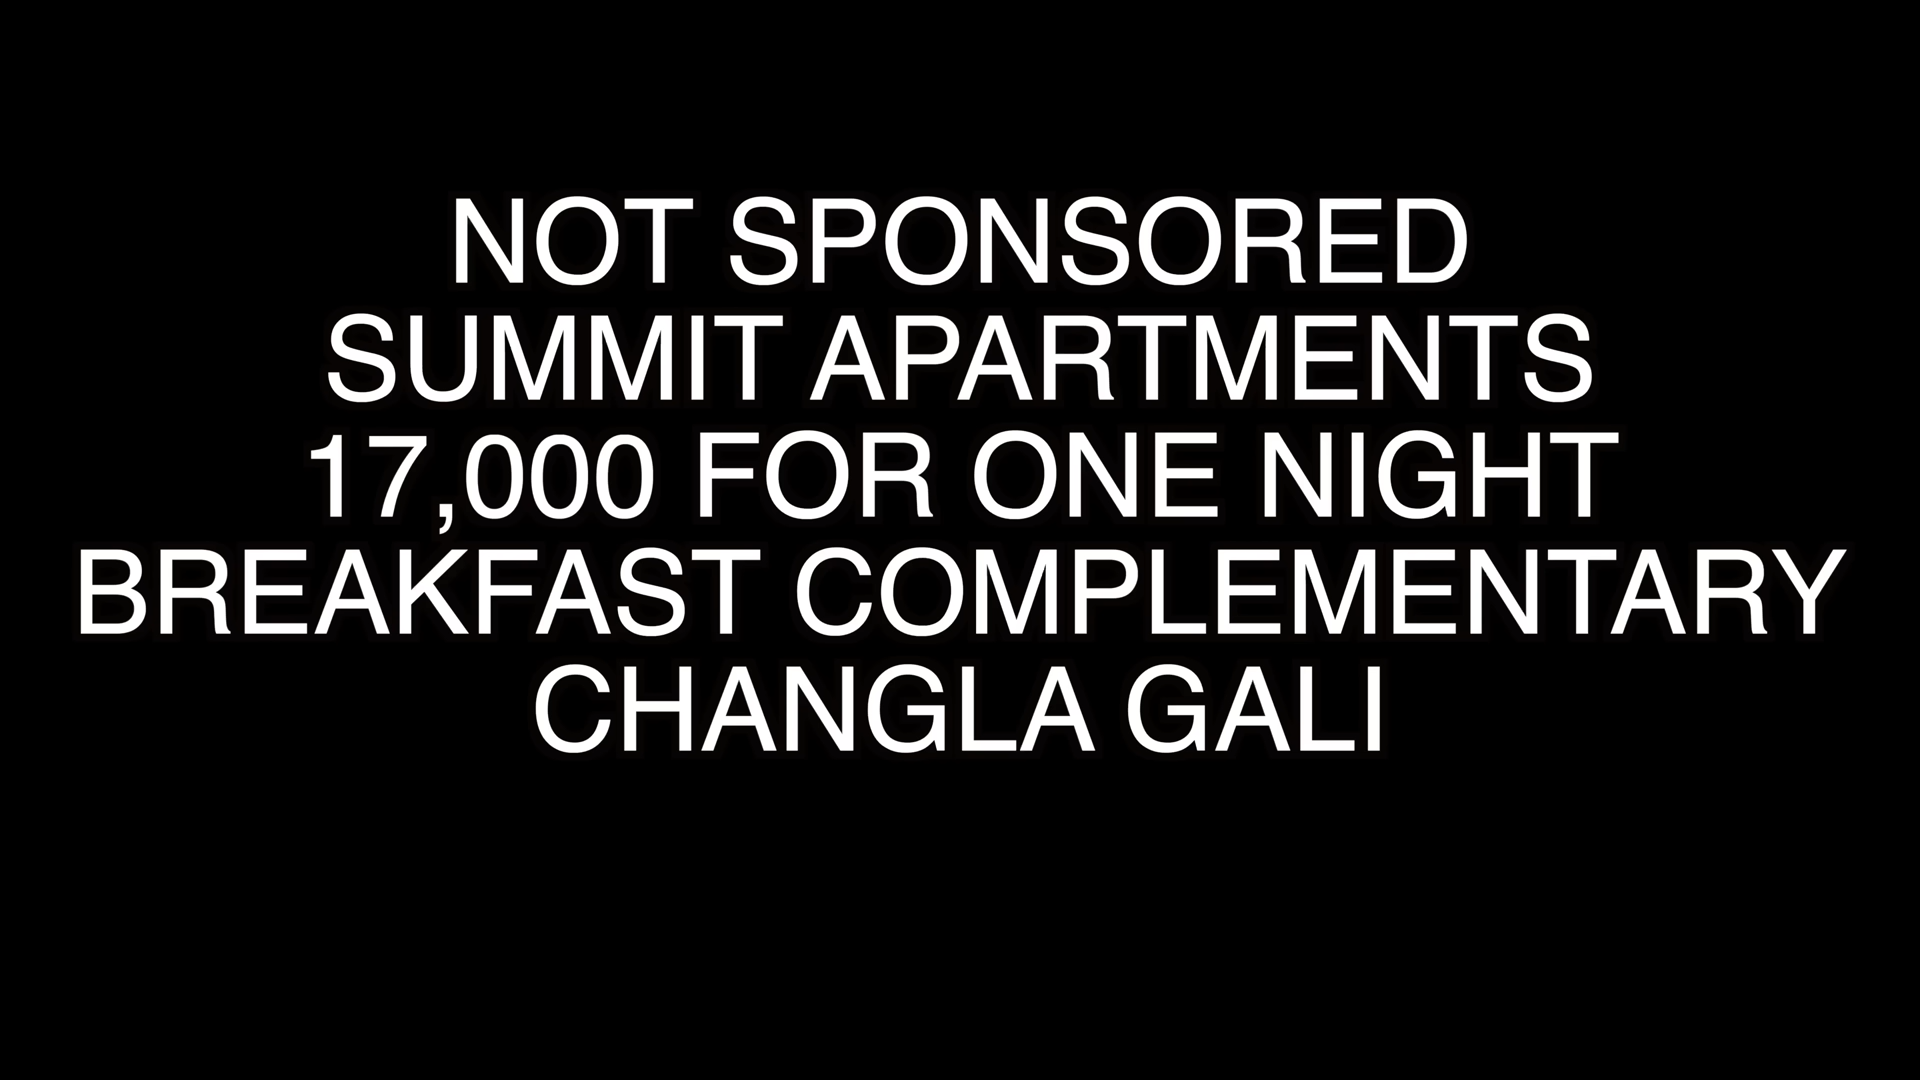 NOT SPONSORED
SUMMIT APARTMENTS
17,000 FOR ONE NIGHT
BREAKFAST COMPLEMENTARY
CHANGLA GALI